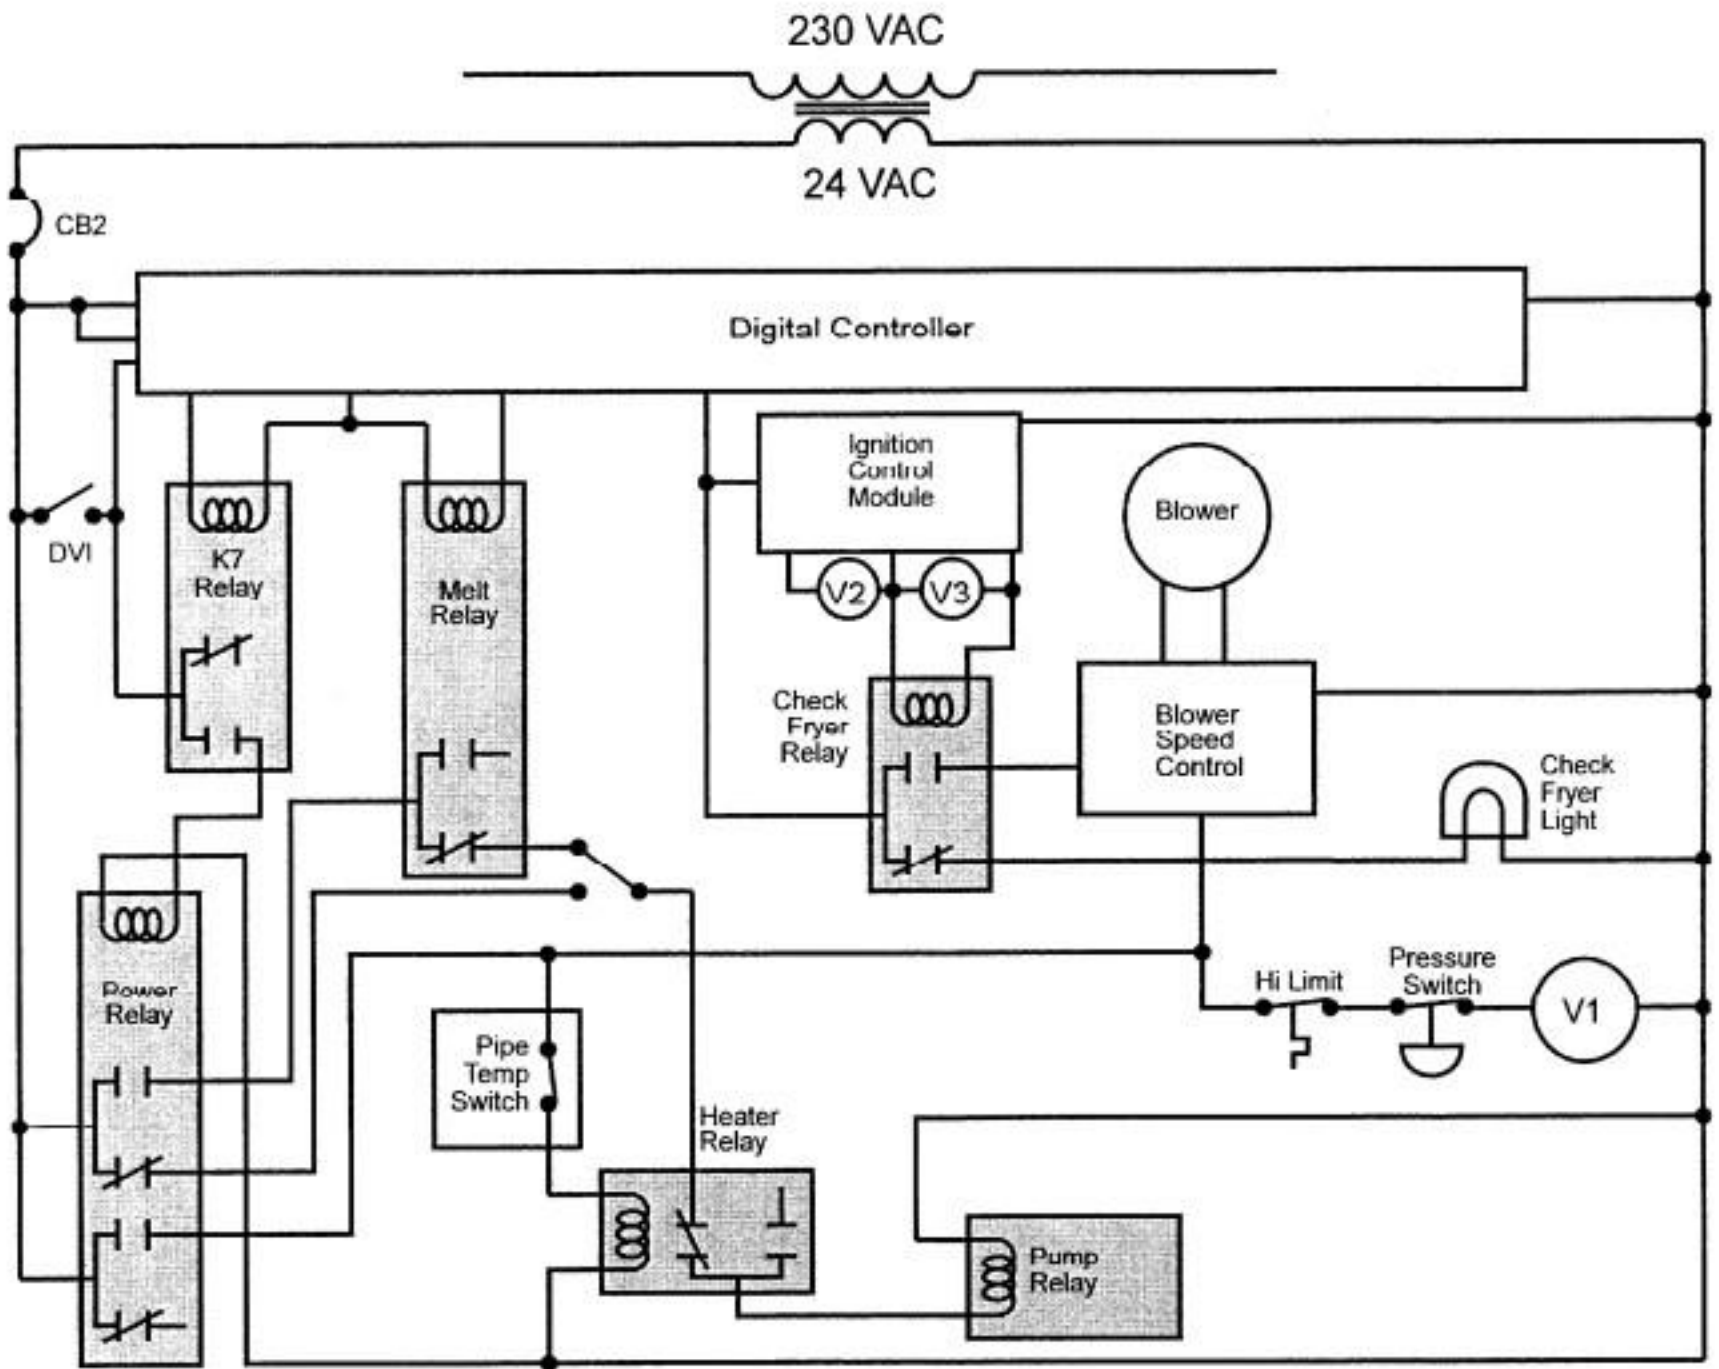 230 VAC
24 VAC
CB2
Digital Controller
Ignition
Control
Module
Blower
DVI
K7
Relay
Melt
Relay
V2
V3
Check
Fryer
Relay
Blower
Speed
Control
Check
Fryer
Light
Power
Relay
Hi Limit
Pressure
Switch
V1
Pipe
Temp
Switch
Heater
Relay
Pump
Relay